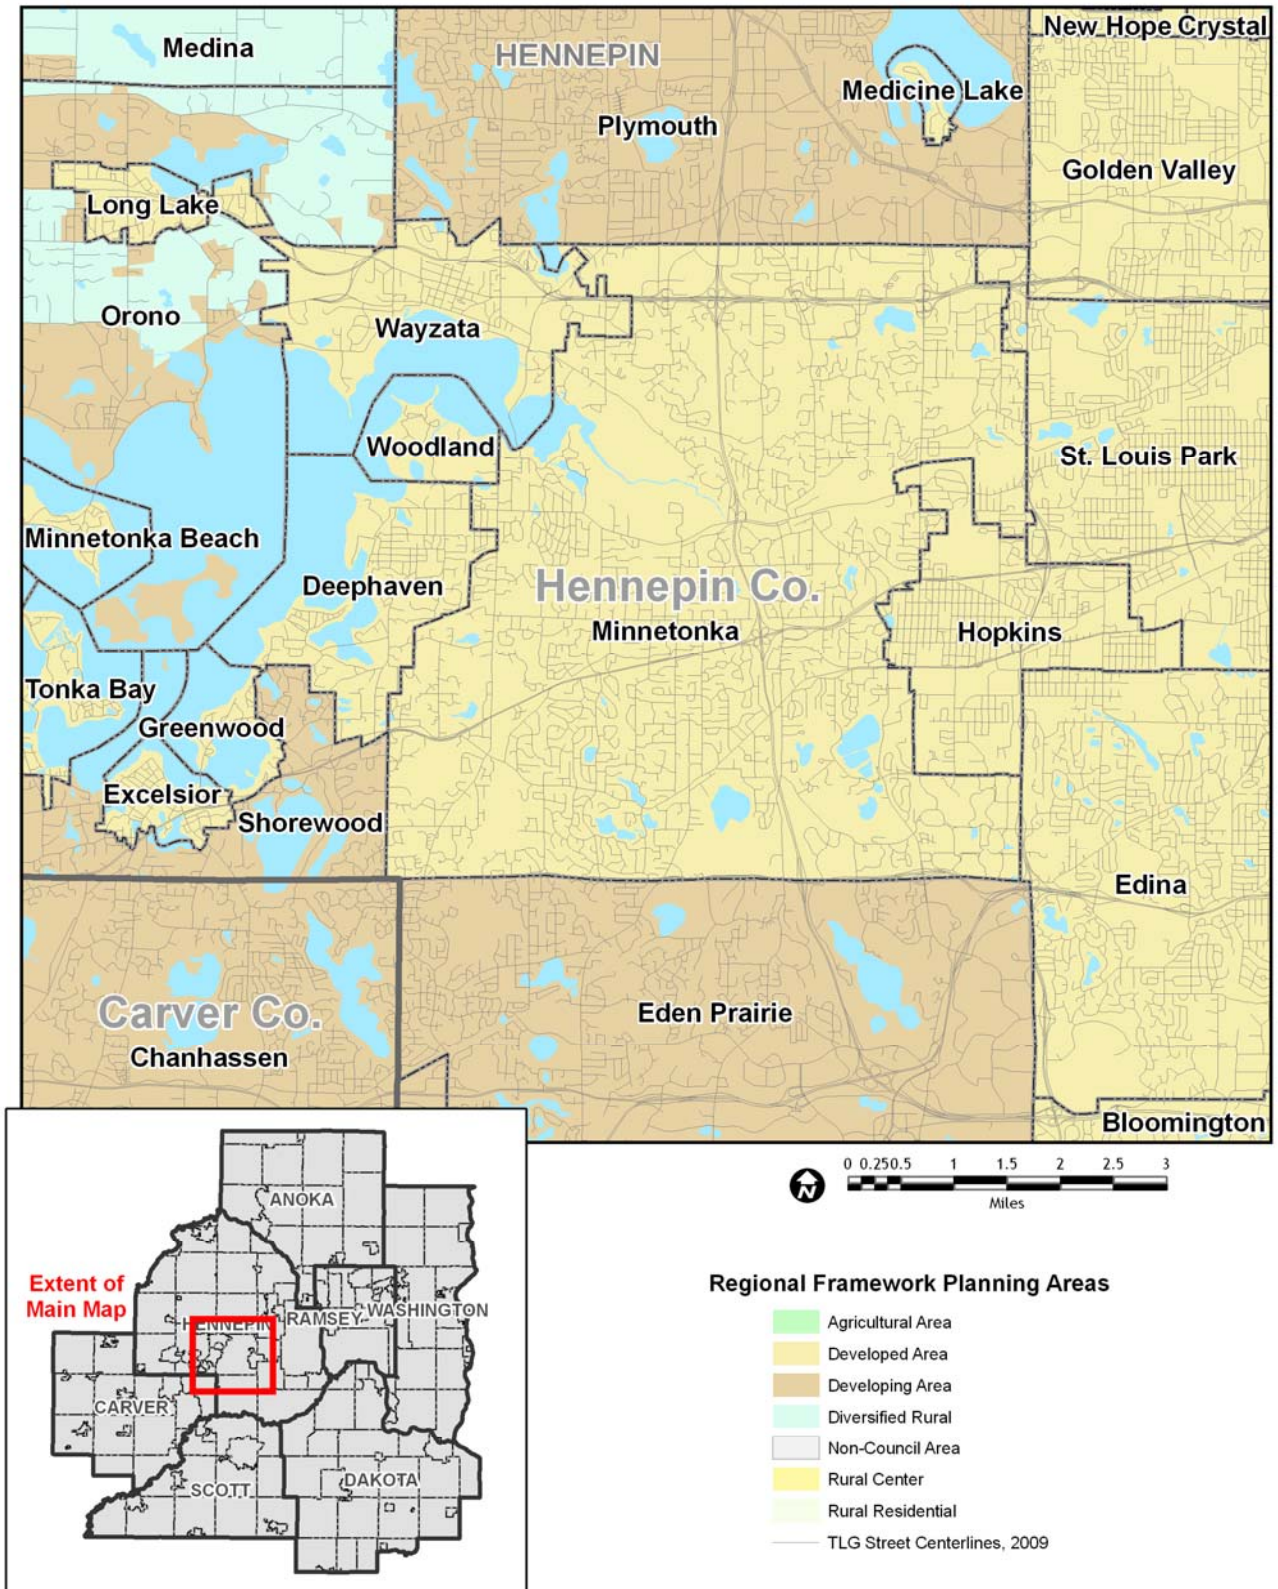 New Hope Crystal
Medina
HENNEPIN
Medicine Lake
Plymouth
Golden Valley
Long Lake
Orono
Wayzata
Woodland
St. Louis Park
Minnetonka Beach
Deephaven
Hennepin Co.
Minnetonka
Hopkins
Tonka Bay
Greenwood
Excelsior
Shorewood
Edina
Carver Co.
Eden Prairie
Chanhassen
Bloomington
0 0.25 0.5 1 1.5 2 2.5 3
N
Miles
ANOKA
Extent of
Main Map
HENNEPIN
RAMSEY
WASHINGTON
CARVER
SCOTT
DAKOTA
Regional Framework Planning Areas
Agricultural Area
Developed Area
Developing Area
Diversified Rural
Non-Council Area
Rural Center
Rural Residential
TLG Street Centerlines, 2009